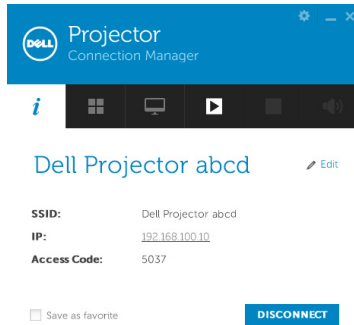 DELL
Projector
Connection Manager
i
Dell Projector abcd
Edit
SSID: Dell Projector abcd
IP: 192.168.100.10
Access Code: 5037
Save as favorite
DISCONNECT